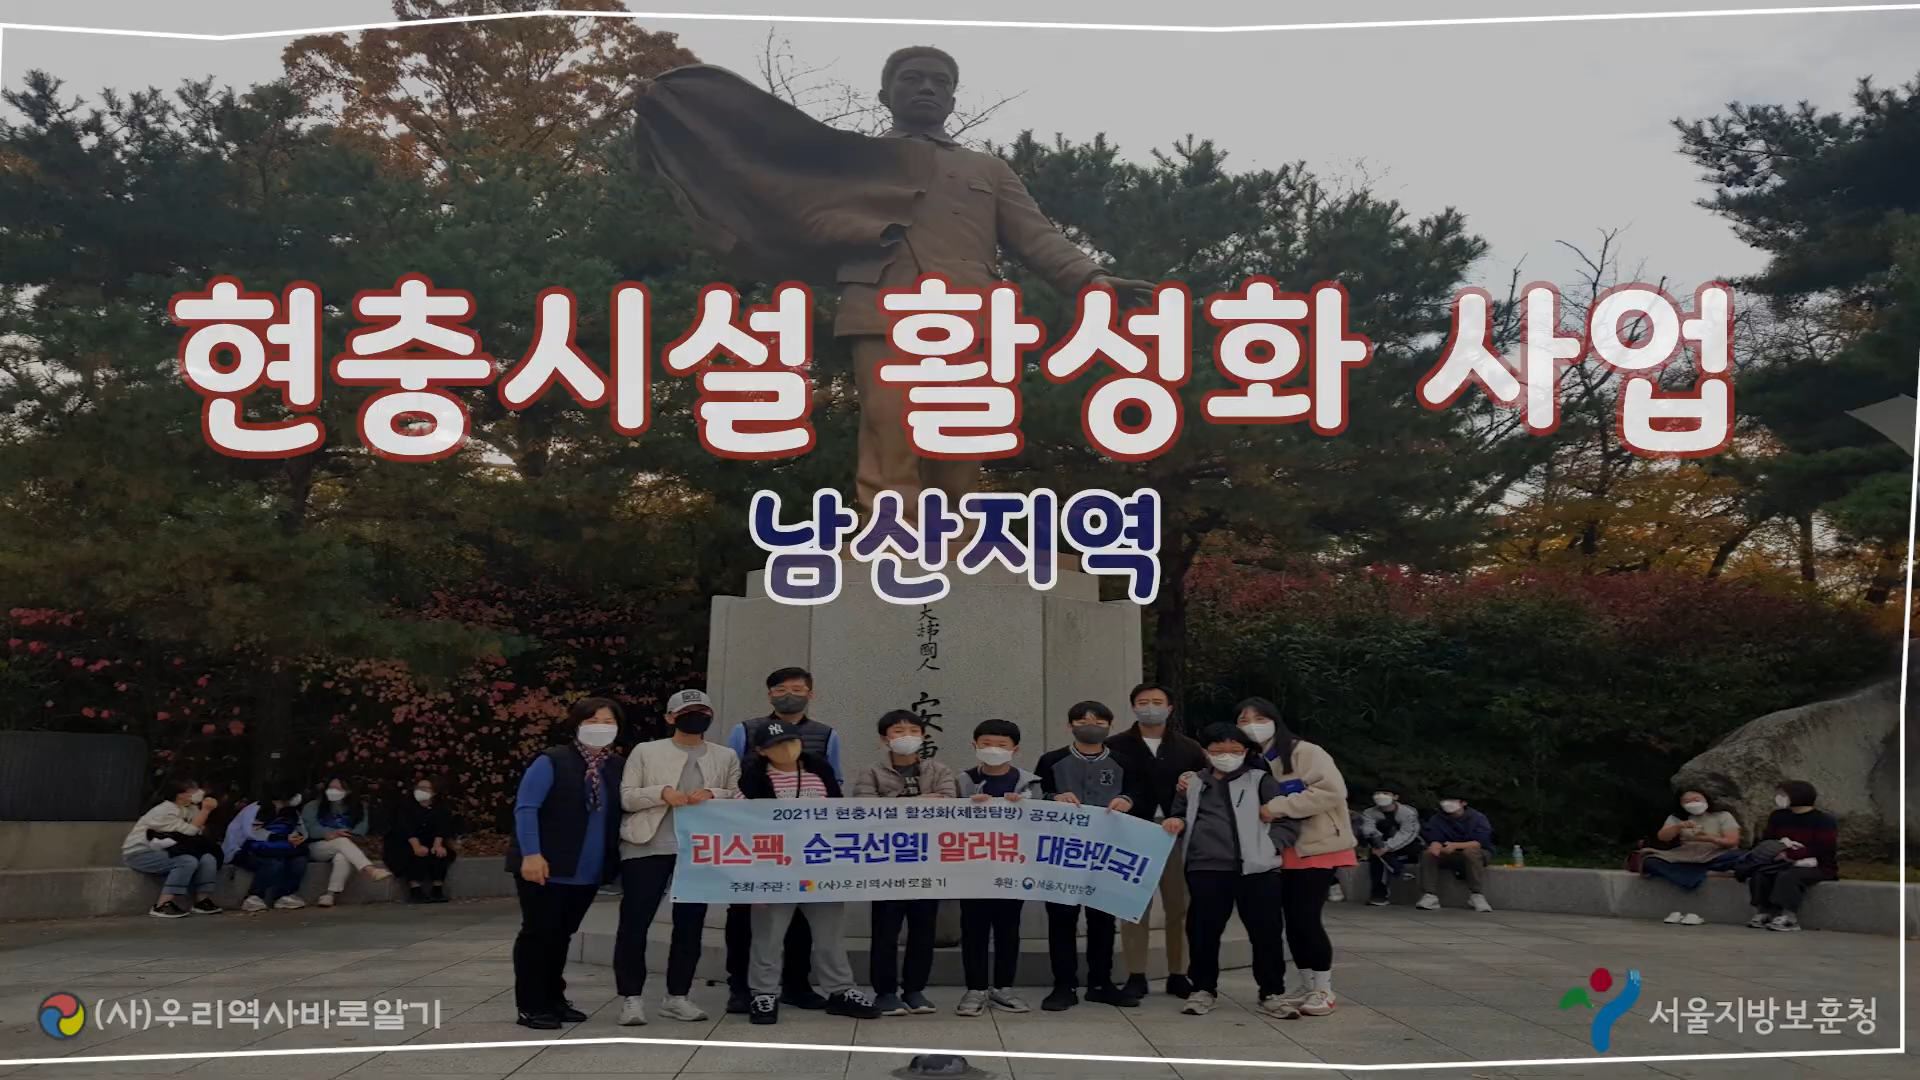 현충시설 활성화 사업
남산지역
大韓國人
安重
2021년 현충시설 활성화(체험탐방) 공모사업
리스팩, 순국선열! 알러뷰, 대한민국!
주최·주관 : (사)우리역사바로알기 후원 : 서울지방보훈청
(사)우리역사바로알기
서울지방보훈청